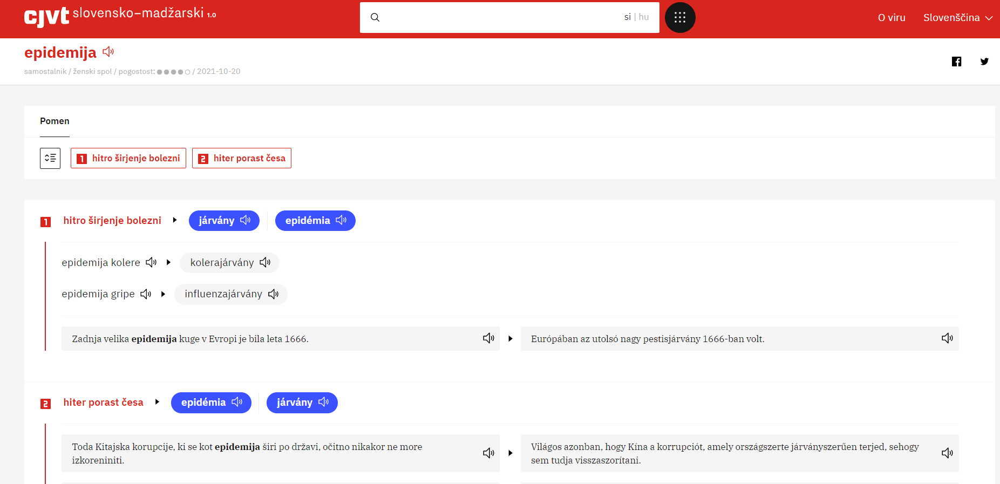 cjvt slovensko–madžarski 1.0
si | hu
O viru
Slovenščina
epidemija
samostalnik / ženski spol / pogostost: / 2021-10-20
Pomen
1 hitro širjenje bolezni
2 hiter porast česa
1 hitro širjenje bolezni járvány epidémia
epidemija kolere kolerajárvány
epidemija gripe influenzajárvány
Zadnja velika epidemija kuge v Evropi je bila leta 1666.
Európában az utolsó nagy pestisjárvány 1666-ban volt.
2 hiter porast česa epidémia járvány
Toda Kitajska korupcije, ki se kot epidemija širi po državi, očitno nikakor ne more
izkoreniniti.
Világos azonban, hogy Kína a korrupciót, amely országszerte járványszerűen terjed, sehogy
sem tudja visszaszorítani.